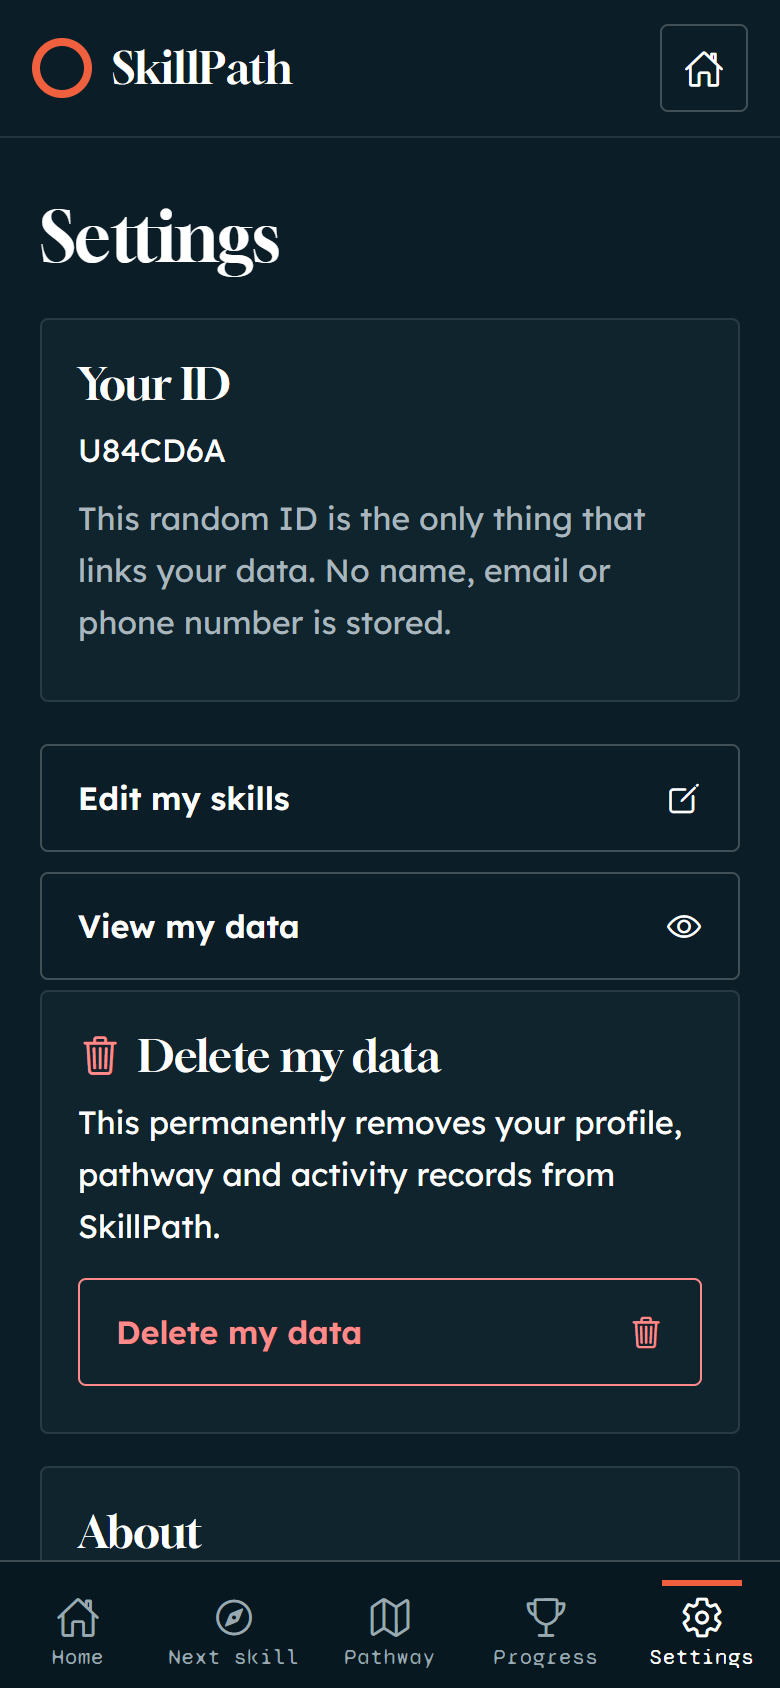 SkillPath
Settings
Your ID
U84CD6A
This random ID is the only thing that
links your data. No name, email or
phone number is stored.
Edit my skills
View my data
Delete my data
This permanently removes your profile,
pathway and activity records from
SkillPath.
Delete my data
About
Home
Next skill
Pathway
Progress
Settings